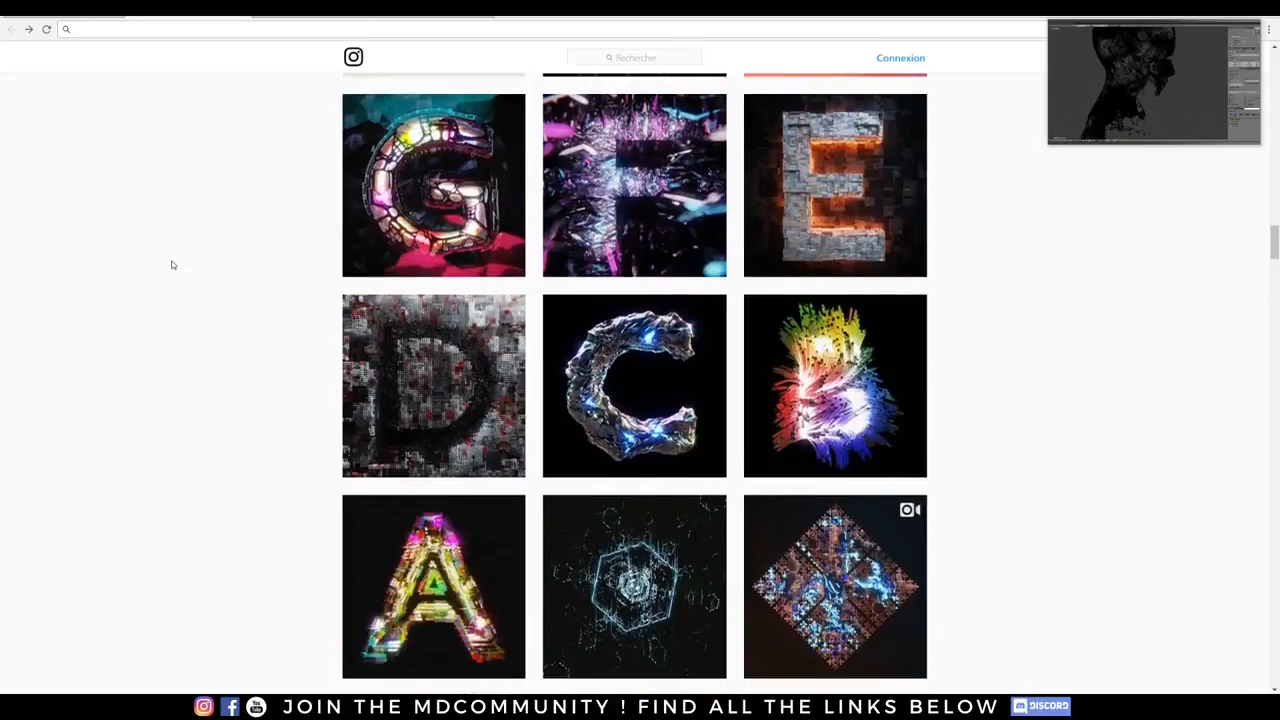 Rechercher
Connexion
G F E
D C B
A
JOIN THE MDCOMMUNITY ! FIND ALL THE LINKS BELOW
DISCORD